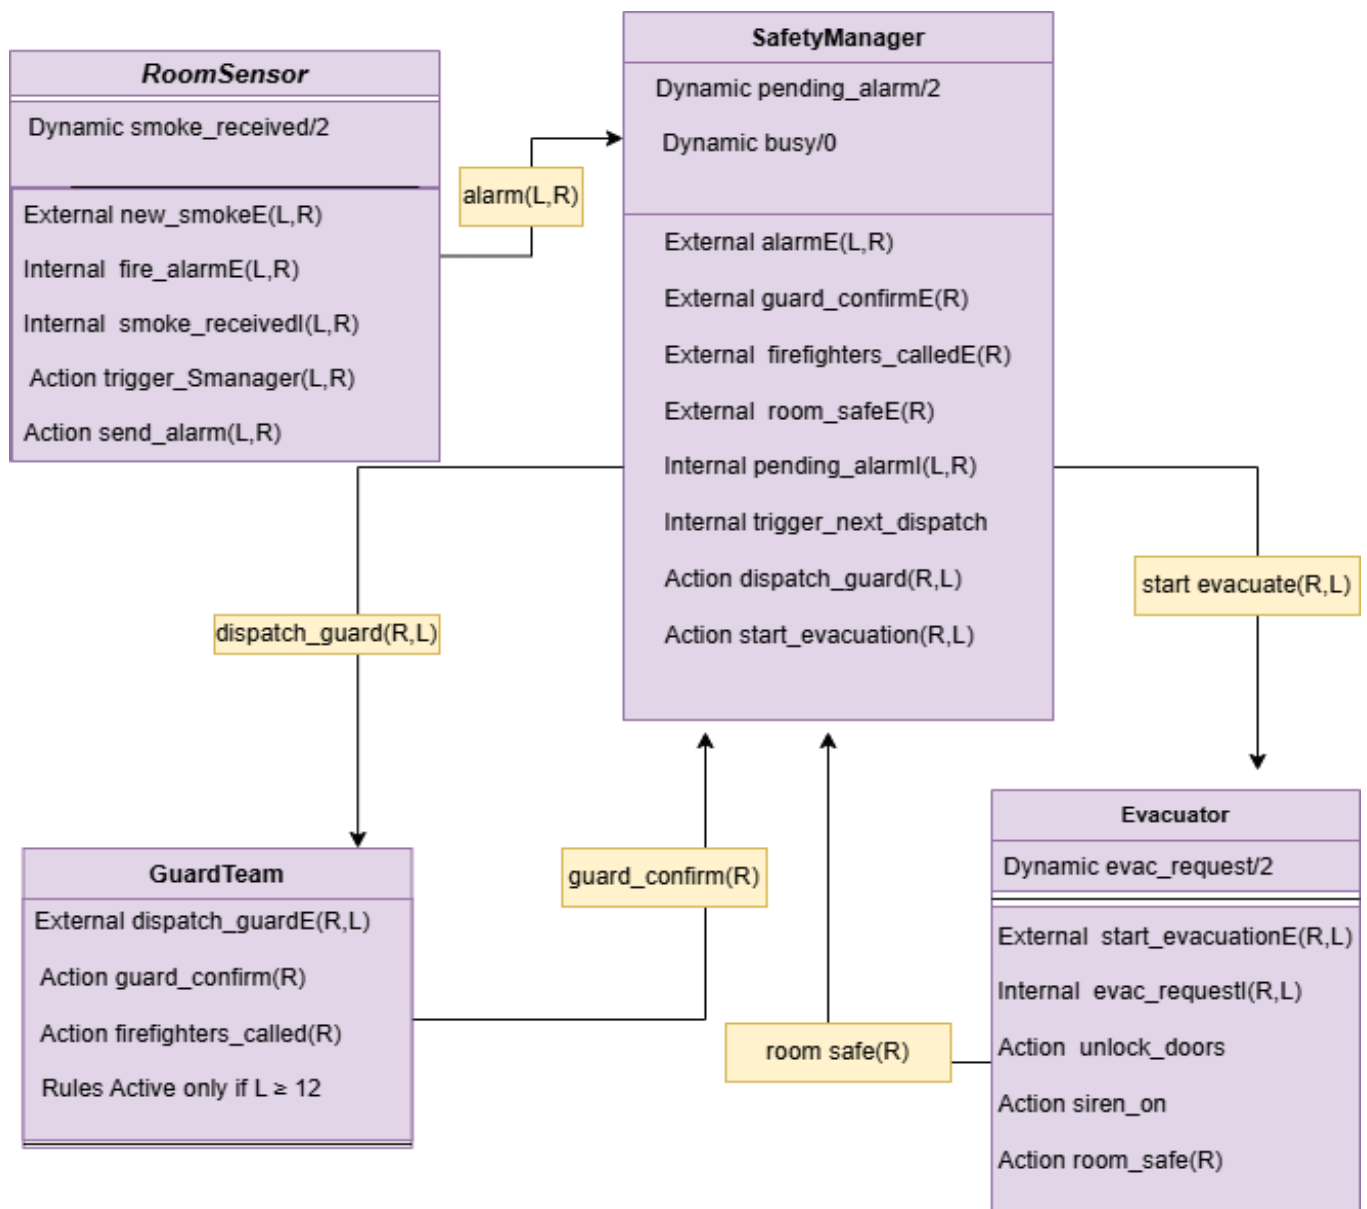 RoomSensor
Dynamic smoke_received/2
External new_smokeE(L,R)
Internal fire_alarmE(L,R)
Internal smoke_receivedI(L,R)
Action trigger_Smanager(L,R)
Action send_alarm(L,R)
alarm(L,R)
SafetyManager
Dynamic pending_alarm/2
Dynamic busy/0
External alarmE(L,R)
External guard_confirmE(R)
External firefighters_calledE(R)
External room_safeE(R)
Internal pending_alarmI(L,R)
Internal trigger_next_dispatch
Action dispatch_guard(R,L)
Action start_evacuation(R,L)
dispatch_guard(R,L)
start evacuate(R,L)
GuardTeam
External dispatch_guardE(R,L)
Action guard_confirm(R)
Action firefighters_called(R)
Rules Active only if L ≥ 12
guard_confirm(R)
room safe(R)
Evacuator
Dynamic evac_request/2
External start_evacuationE(R,L)
Internal evac_requestI(R,L)
Action unlock_doors
Action siren_on
Action room_safe(R)